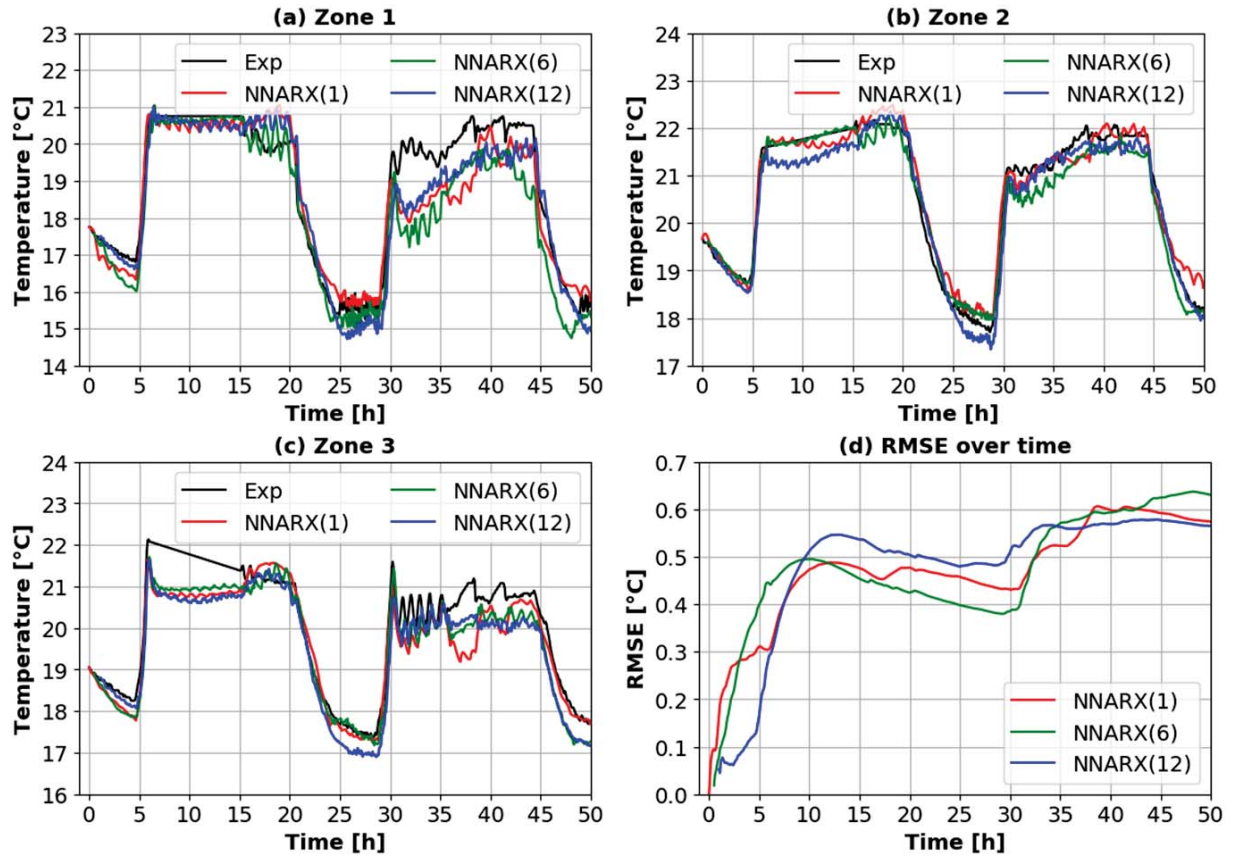 (a) Zone 1
Temperature [°C]
23
22
21
20
19
18
17
16
15
14
Exp
NNARX(1)
NNARX(6)
NNARX(12)
0 5 10 15 20 25 30 35 40 45 50
Time [h]
(b) Zone 2
Temperature [°C]
24
23
22
21
20
19
18
17
Exp
NNARX(1)
NNARX(6)
NNARX(12)
0 5 10 15 20 25 30 35 40 45 50
Time [h]
(c) Zone 3
Temperature [°C]
24
23
22
21
20
19
18
17
16
Exp
NNARX(1)
NNARX(6)
NNARX(12)
0 5 10 15 20 25 30 35 40 45 50
Time [h]
(d) RMSE over time
RMSE [°C]
0.7
0.6
0.5
0.4
0.3
0.2
0.1
0.0
NNARX(1)
NNARX(6)
NNARX(12)
0 5 10 15 20 25 30 35 40 45 50
Time [h]